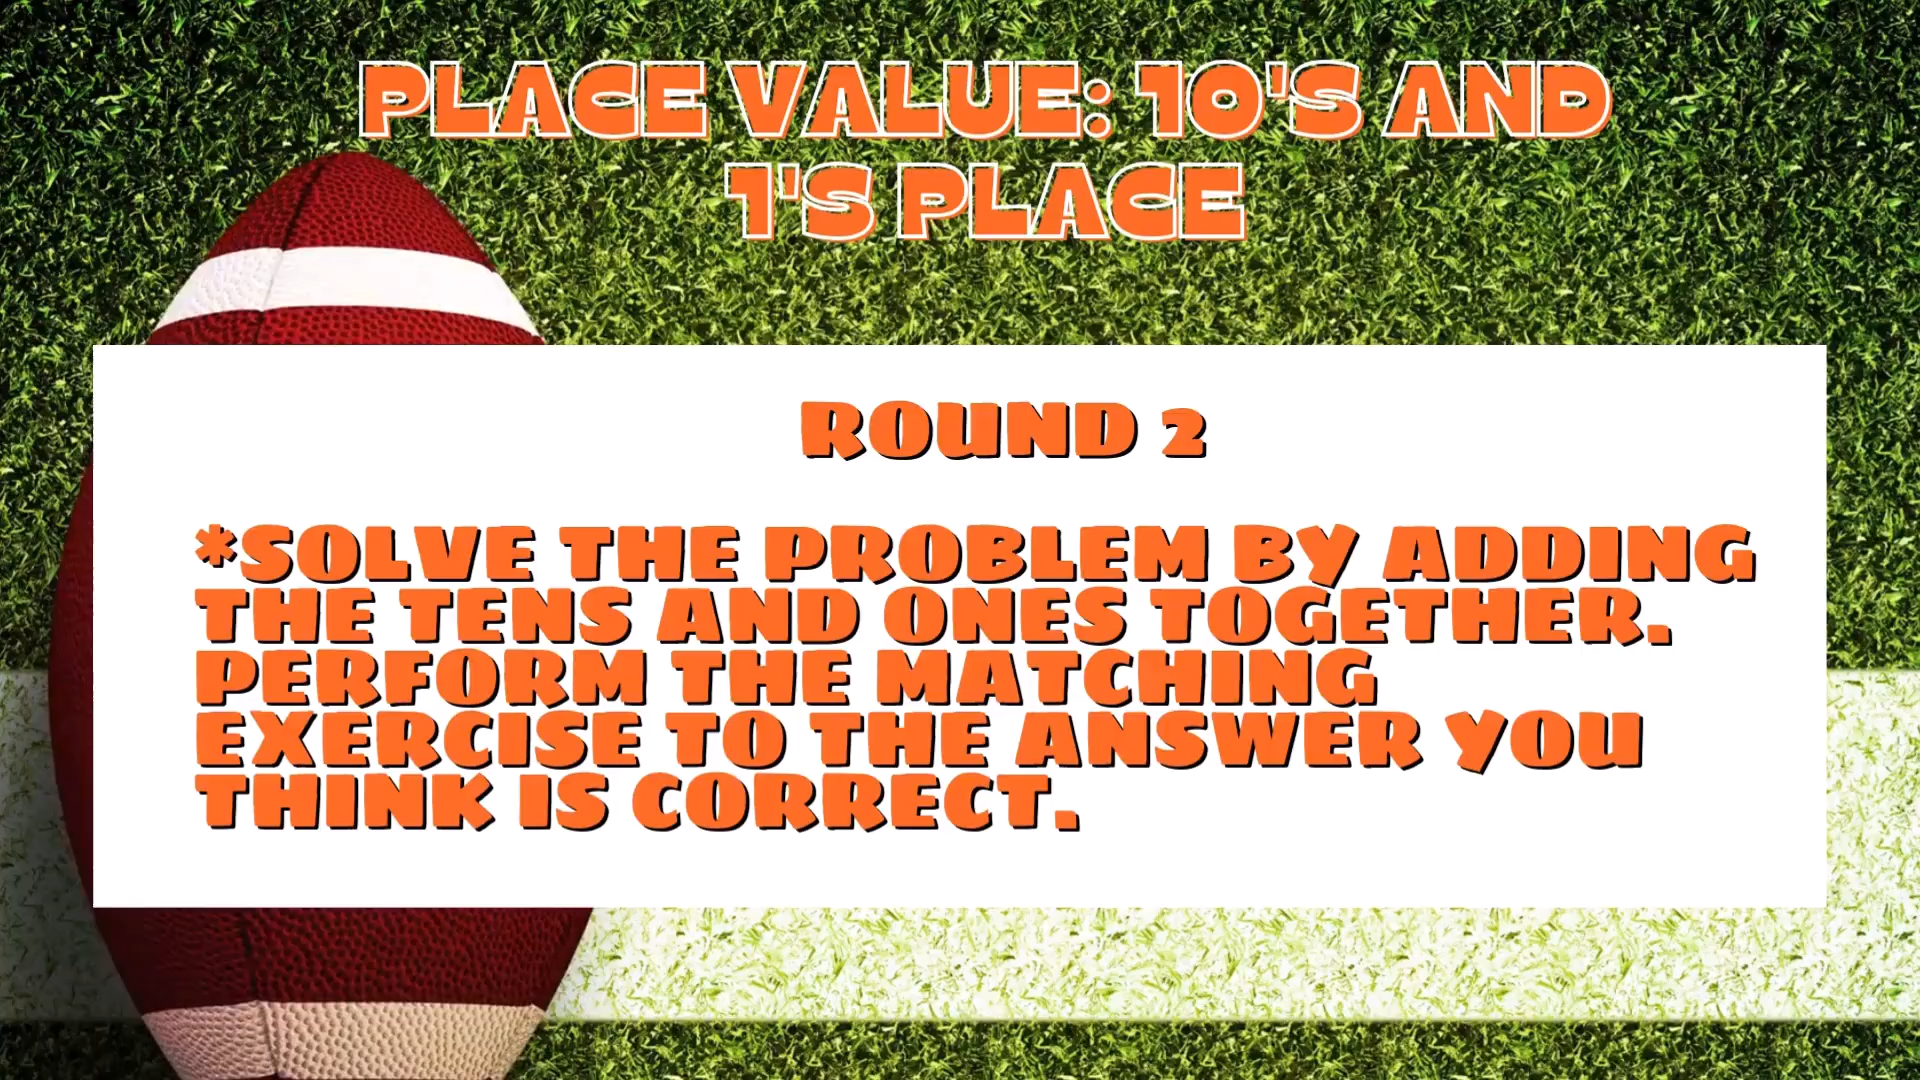 PLACE VALUE: 10'S AND
1'S PLACE
ROUND 2
*SOLVE THE PROBLEM BY ADDING
THE TENS AND ONES TOGETHER.
PERFORM THE MATCHING
EXERCISE TO THE ANSWER YOU
THINK IS CORRECT.